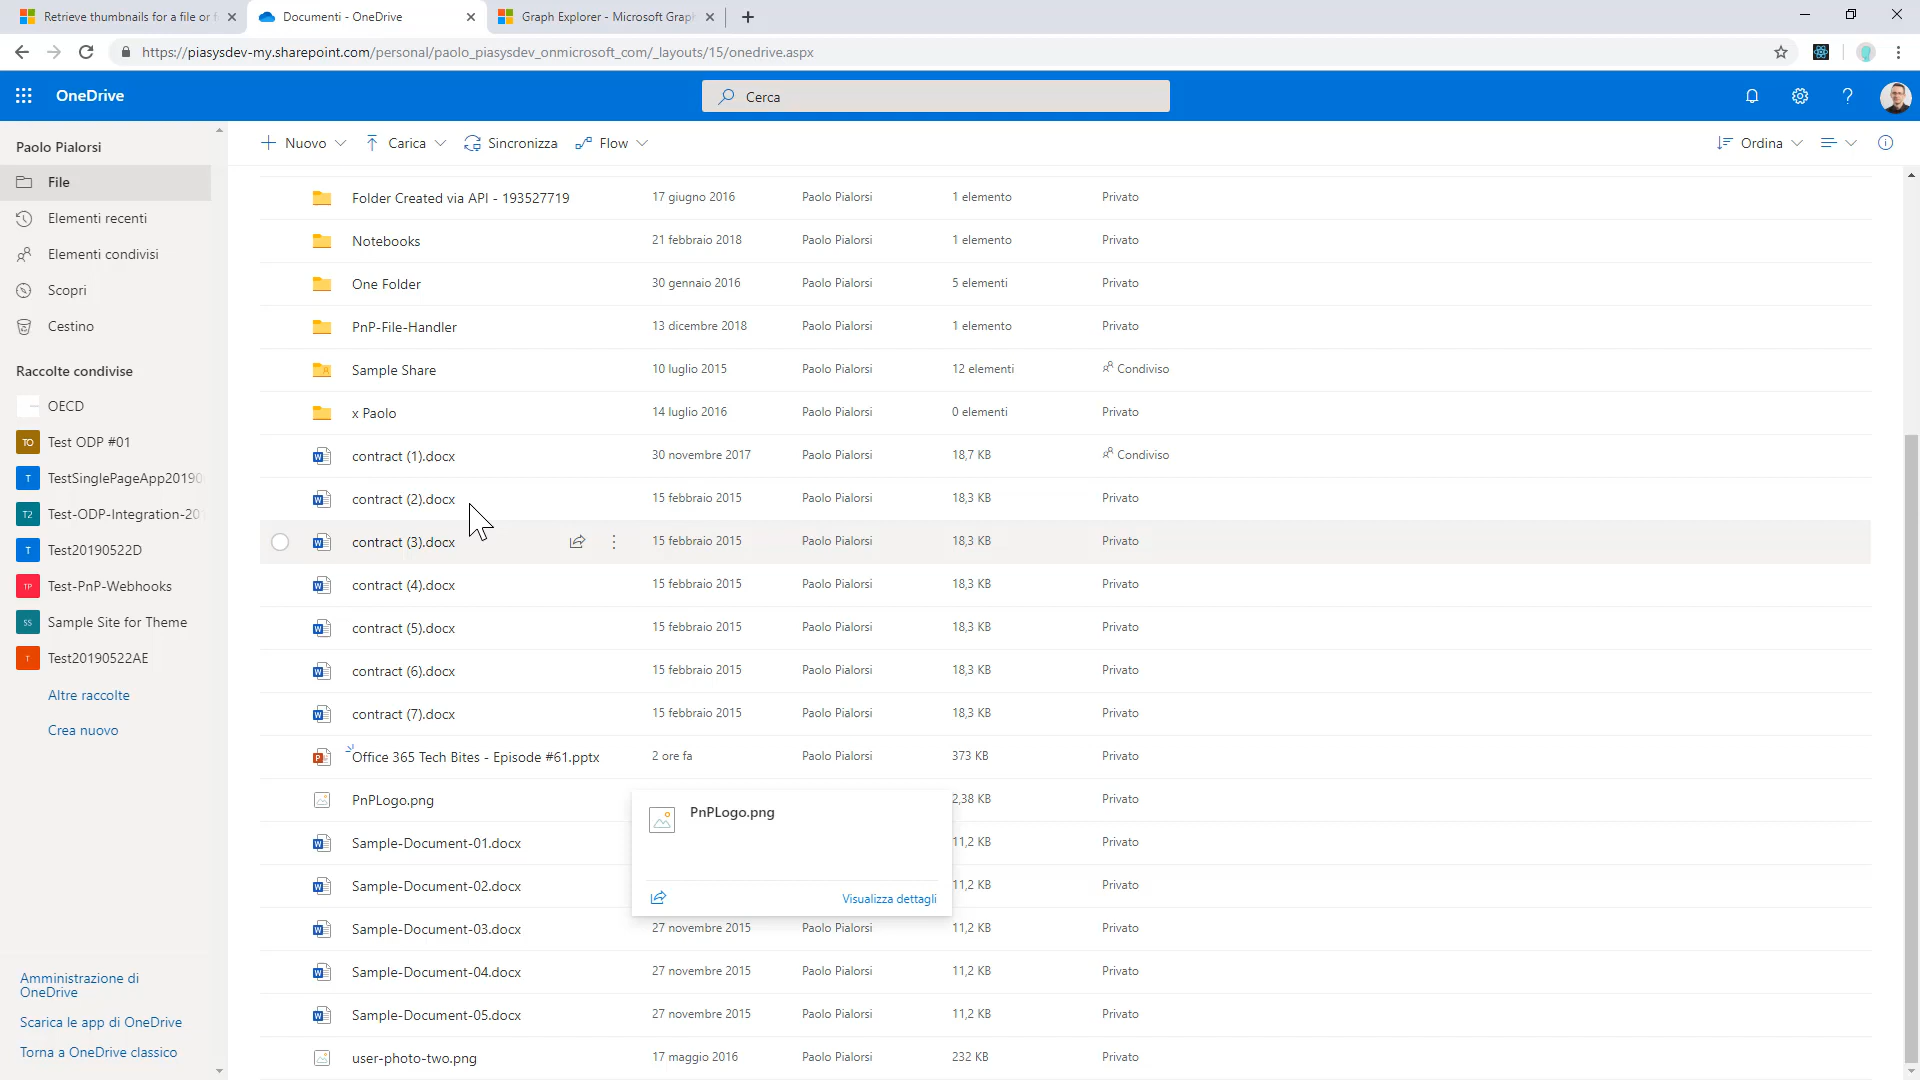 Retrieve thumbnails for a file or f
Documenti - OneDrive
Graph Explorer - Microsoft Grap
https://piasysdev-my.sharepoint.com/personal/paolo_piasysdev_onmicrosoft_com/_layouts/15/onedrive.aspx
OneDrive
Cerca
Paolo Pialorsi
File
Elementi recenti
Elementi condivisi
Scopri
Cestino
Raccolte condivise
OECD
TO Test ODP #01
T TestSinglePageApp20190
T2 Test-ODP-Integration-20
T Test20190522D
TP Test-PnP-Webhooks
SS Sample Site for Theme
T Test20190522AE
Altre raccolte
Crea nuovo
Amministrazione di
OneDrive
Scarica le app di OneDrive
Torna a OneDrive classico
Nuovo Carica Sincronizza Flow Ordina
Folder Created via API - 193527719 17 giugno 2016 Paolo Pialorsi 1 elemento Privato
Notebooks 21 febbraio 2018 Paolo Pialorsi 1 elemento Privato
One Folder 30 gennaio 2016 Paolo Pialorsi 5 elementi Privato
PnP-File-Handler 13 dicembre 2018 Paolo Pialorsi 1 elemento Privato
Sample Share 10 luglio 2015 Paolo Pialorsi 12 elementi Condiviso
x Paolo 14 luglio 2016 Paolo Pialorsi 0 elementi Privato
contract (1).docx 30 novembre 2017 Paolo Pialorsi 18,7 KB Condiviso
contract (2).docx 15 febbraio 2015 Paolo Pialorsi 18,3 KB Privato
contract (3).docx 15 febbraio 2015 Paolo Pialorsi 18,3 KB Privato
contract (4).docx 15 febbraio 2015 Paolo Pialorsi 18,3 KB Privato
contract (5).docx 15 febbraio 2015 Paolo Pialorsi 18,3 KB Privato
contract (6).docx 15 febbraio 2015 Paolo Pialorsi 18,3 KB Privato
contract (7).docx 15 febbraio 2015 Paolo Pialorsi 18,3 KB Privato
Office 365 Tech Bites - Episode #61.pptx 2 ore fa Paolo Pialorsi 373 KB Privato
PnPLogo.png 2,38 KB Privato
PnPLogo.png
Sample-Document-01.docx 11,2 KB Privato
Sample-Document-02.docx 11,2 KB Privato
Visualizza dettagli
Sample-Document-03.docx 27 novembre 2015 Paolo Pialorsi 11,2 KB Privato
Sample-Document-04.docx 27 novembre 2015 Paolo Pialorsi 11,2 KB Privato
Sample-Document-05.docx 27 novembre 2015 Paolo Pialorsi 11,2 KB Privato
user-photo-two.png 17 maggio 2016 Paolo Pialorsi 232 KB Privato